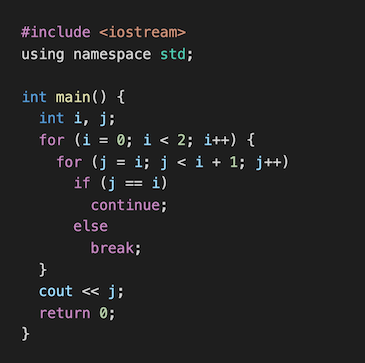 #include <iostream>
using namespace std;

int main() {
  int i, j;
  for (i = 0; i < 2; i++) {
    for (j = i; j < i + 1; j++)
      if (j == i)
        continue;
      else
        break;
  }
  cout << j;
  return 0;
}